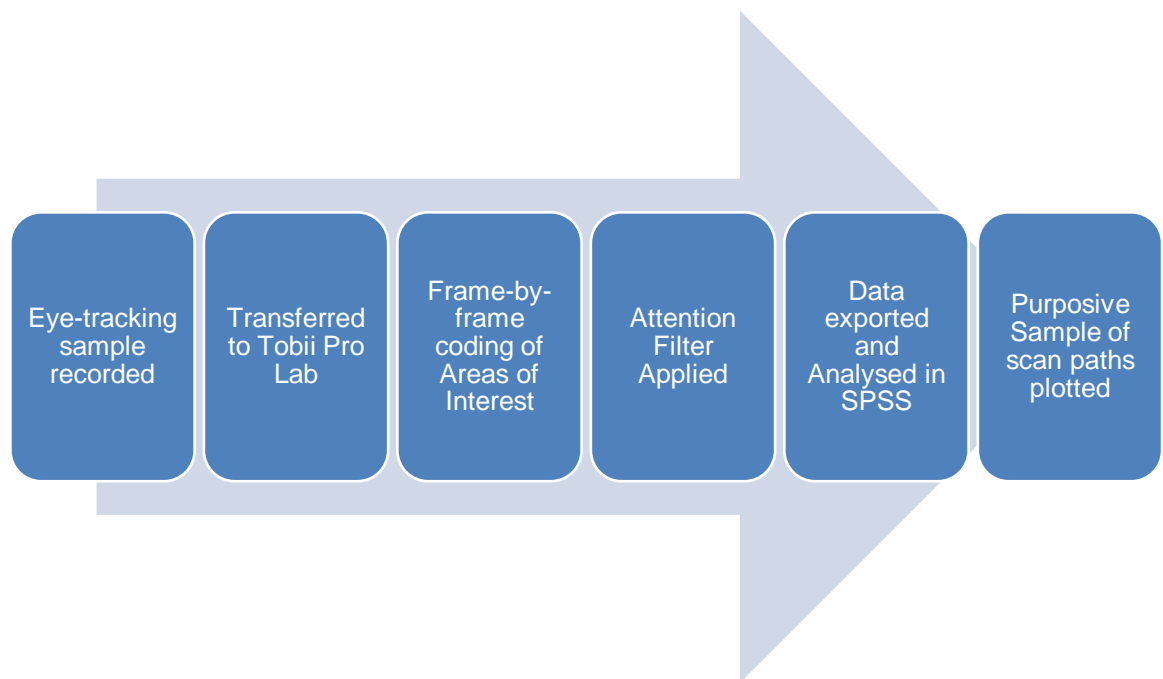 Eye-tracking
sample
recorded
Transferred
to Tobii Pro
Lab
Frame-by-
frame
coding of
Areas of
Interest
Attention
Filter
Applied
Data
exported
and
Analysed in
SPSS
Purposive
Sample of
scan paths
plotted